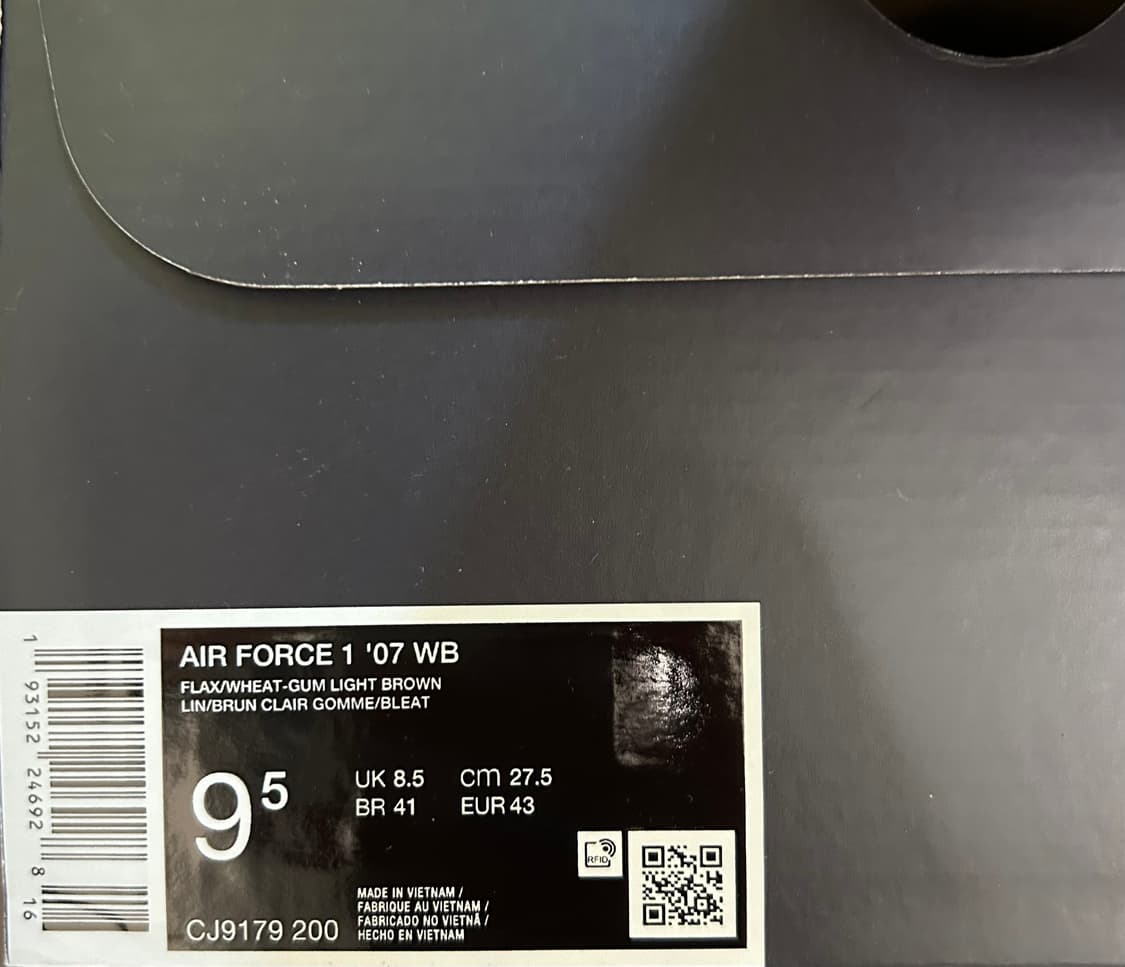 AIR FORCE 1 '07 WB
FLAX/WHEAT-GUM LIGHT BROWN
LIN/BRUN CLAIR GOMME/BLEAT
9 5
UK 8.5 cm 27.5
BR 41 EUR 43
RFID
MADE IN VIETNAM /
FABRIQUE AU VIETNAM /
FABRICADO NO VIETNÃ /
HECHO EN VIETNAM
CJ9179 200
1 93152 24692 8 16